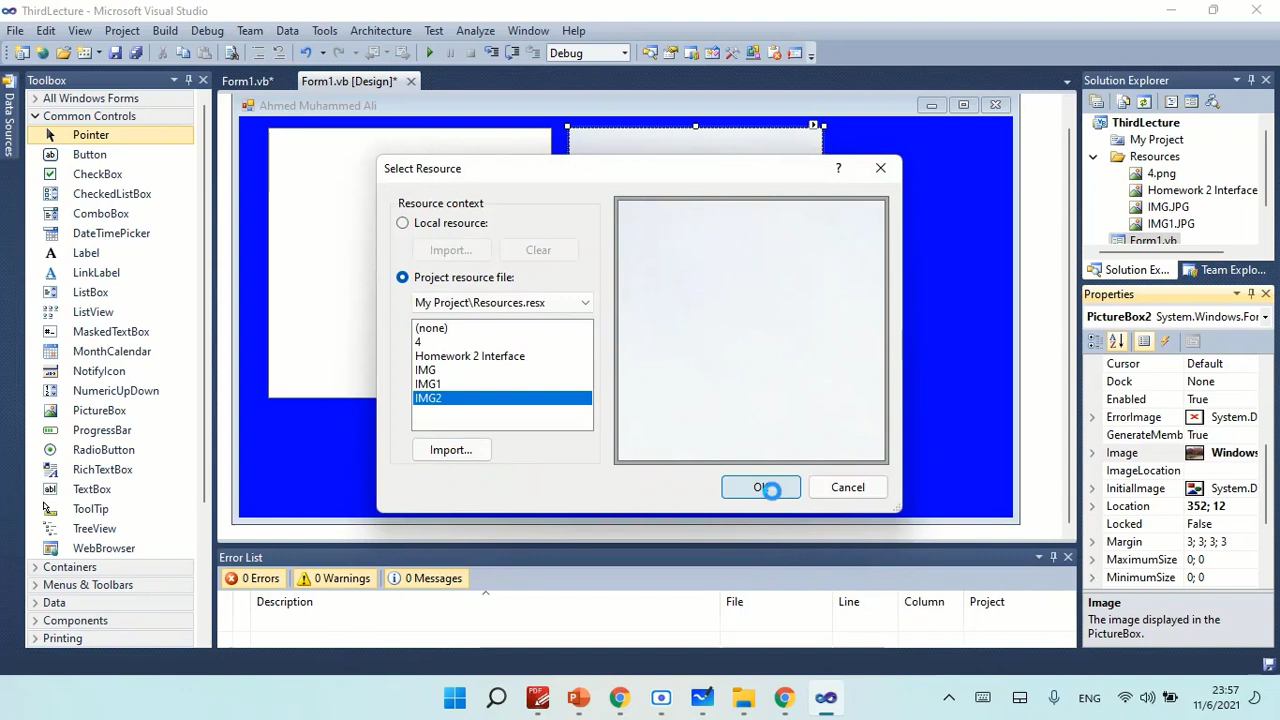 ThirdLecture - Microsoft Visual Studio
File Edit View Project Build Debug Team Data Tools Architecture Test Analyze Window Help
Debug
Data Sources
Toolbox
All Windows Forms
Common Controls
Pointer
Button
CheckBox
CheckedListBox
ComboBox
DateTimePicker
Label
LinkLabel
ListBox
ListView
MaskedTextBox
MonthCalendar
NotifyIcon
NumericUpDown
PictureBox
ProgressBar
RadioButton
RichTextBox
TextBox
ToolTip
TreeView
WebBrowser
Containers
Menus & Toolbars
Data
Components
Printing
Form1.vb* Form1.vb [Design]*
Ahmed Muhammed Ali
Select Resource
Resource context
Local resource:
Import... Clear
Project resource file:
My Project\Resources.resx
(none)
4
Homework 2 Interface
IMG
IMG1
IMG2
Import...
Cancel
Error List
0 Errors 0 Warnings 0 Messages
Description File Line Column Project
Solution Explorer
ThirdLecture
My Project
Resources
4.png
Homework 2 Interface
IMG.JPG
IMG1.JPG
Form1.vb
Solution Ex... Team Explo...
Properties
PictureBox2 System.Windows.For
Cursor Default
Dock None
Enabled True
ErrorImage System.D
GenerateMemb True
Image Windows
ImageLocation
InitialImage System.D
Location 352; 12
Locked False
Margin 3; 3; 3; 3
MaximumSize 0; 0
MinimumSize 0; 0
Image
The image displayed in the
PictureBox.
PDF
ENG
23:57
11/6/2021